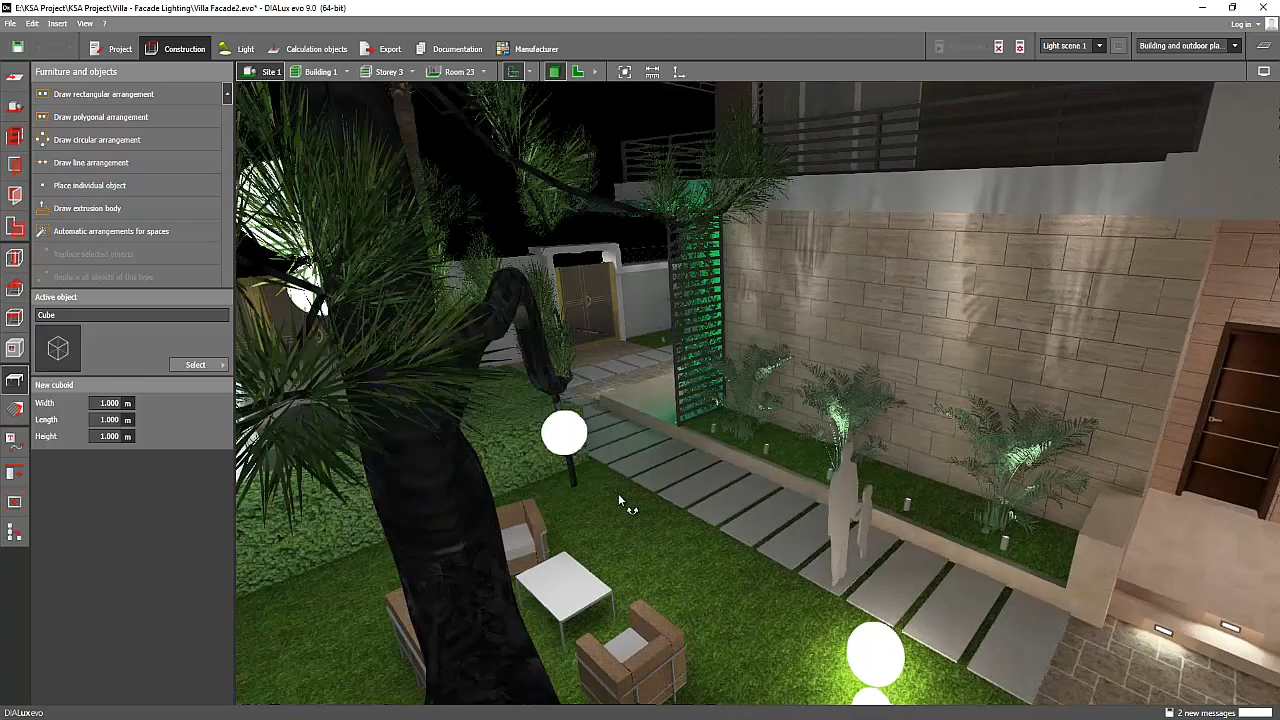 E:\KSA Project\KSA Project\Villa - Facade Lighting\Villa Facade2.evo* - DIALux evo 9.0 (64-bit)
File Edit Insert View ?
Log in
Project Construction Light Calculation objects Export Documentation Manufacturer
Light scene 1 Building and outdoor pla...
Furniture and objects
Site 1 Building 1 Storey 3 Room 23
Draw rectangular arrangement
Draw polygonal arrangement
Draw circular arrangement
Draw line arrangement
Place individual object
Draw extrusion body
Automatic arrangements for spaces
Replace selected objects
Replace all objects of this type
Active object
Cube
Select
New cuboid
Width 1.000 m
Length 1.000 m
Height 1.000 m
DIALux evo
2 new messages